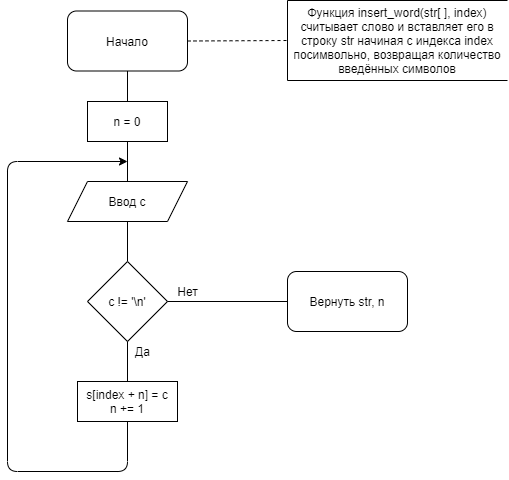 Начало
Функция insert_word(str[ ], index)
считывает слово и вставляет его в
строку str начиная с индекса index
посимвольно, возвращая количество
введённых символов
n = 0
Ввод c
c != '\n'
Нет
Вернуть str, n
Да
s[index + n] = c
n += 1